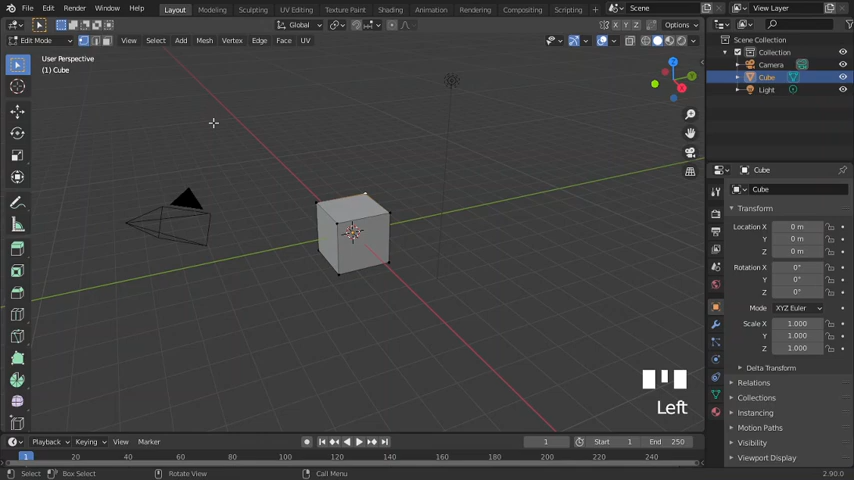 File Edit Render Window Help Layout Modeling Sculpting UV Editing Texture Paint Shading Animation Rendering Compositing Scripting + Scene View Layer
Global X Y Z Options
Edit Mode View Select Add Mesh Vertex Edge Face UV
User Perspective
(1) Cube
Scene Collection
Collection
Camera
Cube
Light
Cube
Cube
Transform
Location X 0 m
Y 0 m
Z 0 m
Rotation X 0°
Y 0°
Z 0°
Mode XYZ Euler
Scale X 1.000
Y 1.000
Z 1.000
Delta Transform
Relations
Collections
Instancing
Motion Paths
Visibility
Viewport Display
Left
Playback Keying View Marker 1 Start 1 End 250
1 20 40 60 80 100 120 140 160 180 200 220 240
Select Box Select Rotate View Call Menu 2.90.0